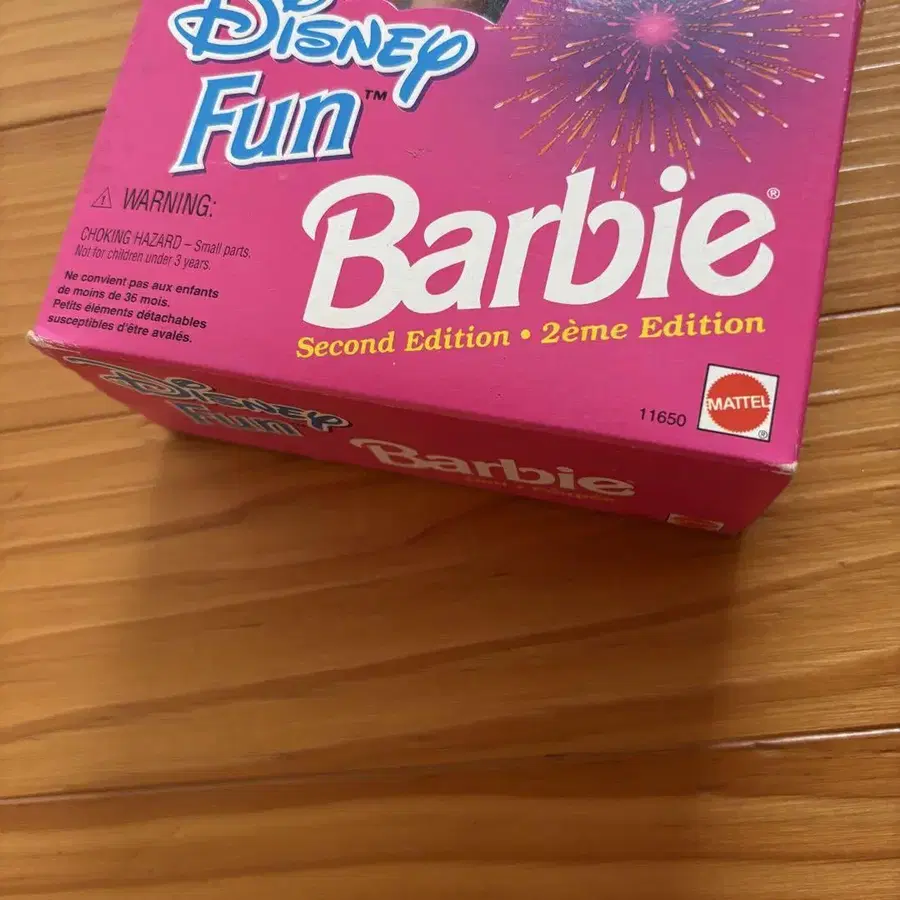 DISNEY
Fun™
⚠ WARNING:
CHOKING HAZARD – Small parts.
Not for children under 3 years.
Ne convient pas aux enfants
de moins de 36 mois.
Petits éléments détachables
susceptibles d'être avalés.
Barbie®
Second Edition • 2ème Edition
11650
MATTEL®
DISNEY
Fun
Barbie